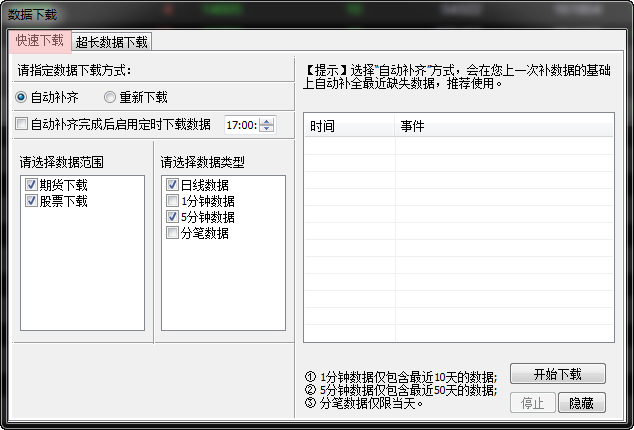 数据下载
快速下载 超长数据下载
请指定数据下载方式：
自动补齐 重新下载
自动补齐完成后启用定时下载数据 17:00:
请选择数据范围
期货下载
股票下载
请选择数据类型
日线数据
1分钟数据
5分钟数据
分笔数据
【提示】选择"自动补齐"方式，会在您上一次补数据的基础
上自动补全最近缺失数据，推荐使用。
时间 事件
① 1分钟数据仅包含最近10天的数据;
② 5分钟数据仅包含最近50天的数据;
③ 分笔数据仅限当天。
开始下载
停止 隐藏